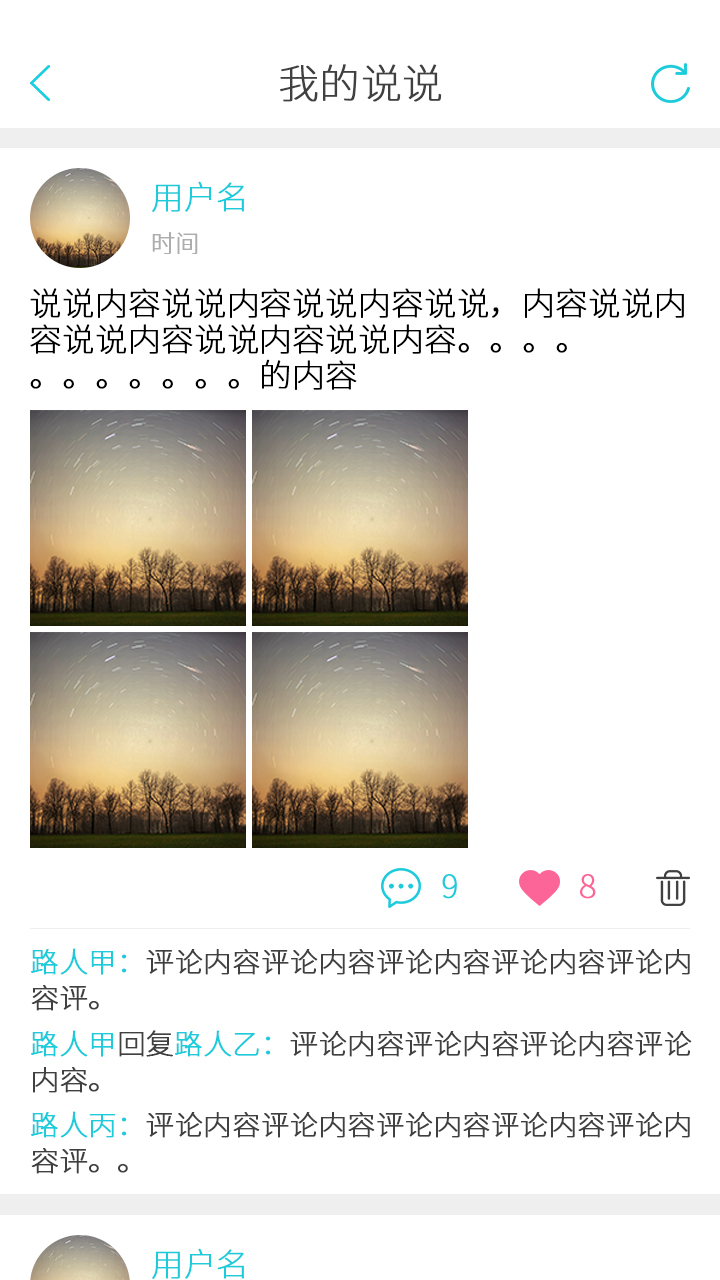 我的说说
用户名
时间
说说内容说说内容说说内容说说，内容说说内
容说说内容说说内容说说内容。。。。
。。。。。。。的内容
9 8
路人甲：评论内容评论内容评论内容评论内容评论内
容评。
路人甲回复路人乙：评论内容评论内容评论内容评论
内容。
路人丙：评论内容评论内容评论内容评论内容评论内
容评。。
用户名